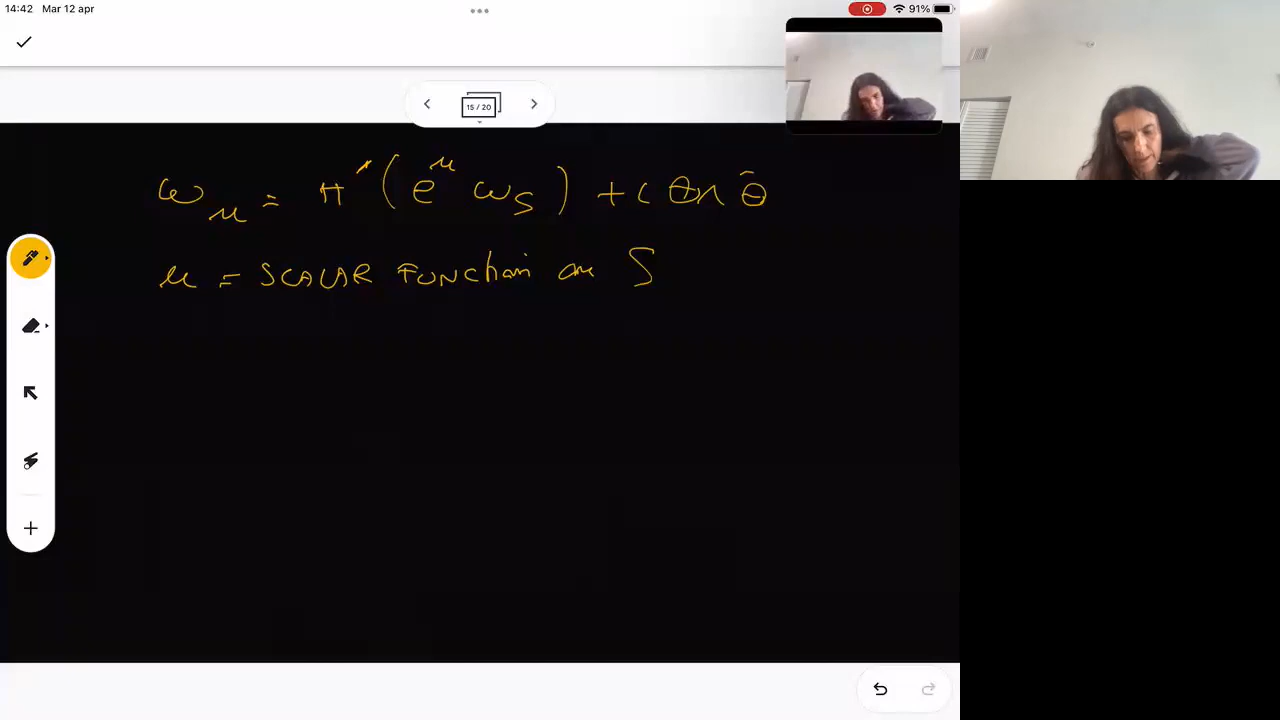 14:42 Mar 12 apr
91%
15 / 20
ω_u = π*(e^u ω_S) + i θ ∧ θ̄
u = SCALAR FUNCTION on S